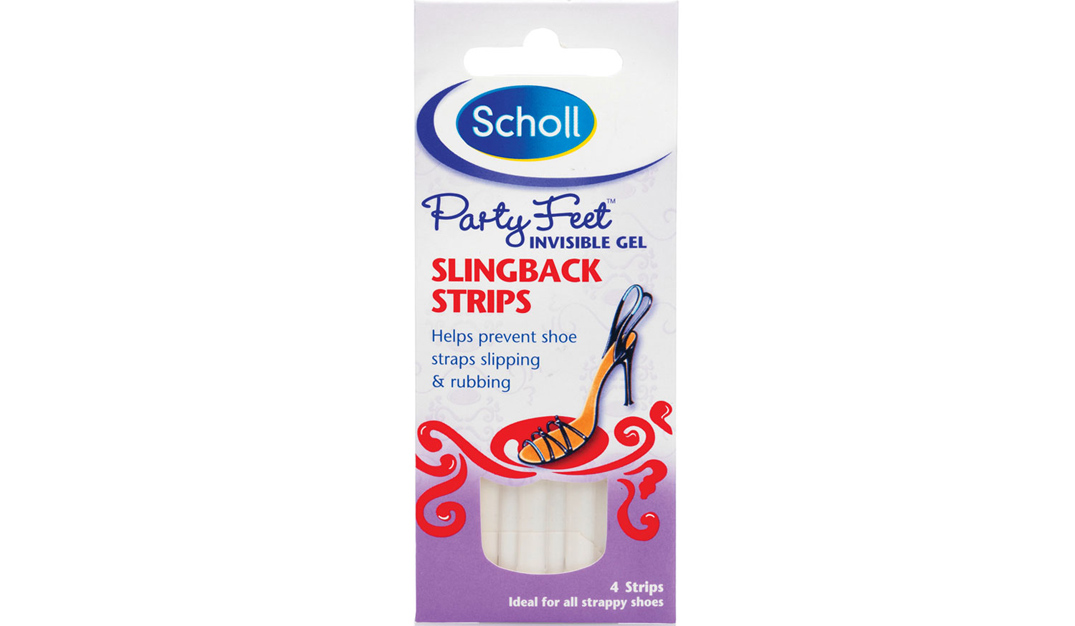 Scholl
Party Feet™
INVISIBLE GEL
SLINGBACK
STRIPS
Helps prevent shoe
straps slipping
& rubbing
4 Strips
Ideal for all strappy shoes